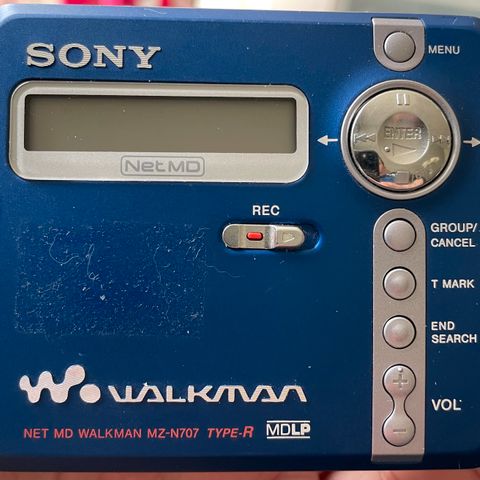 SONY
MENU
ENTER
NetMD
REC
GROUP/
CANCEL
T MARK
END
SEARCH
VOL
WALKMAN
NET MD WALKMAN MZ-N707 TYPE-R MDLP